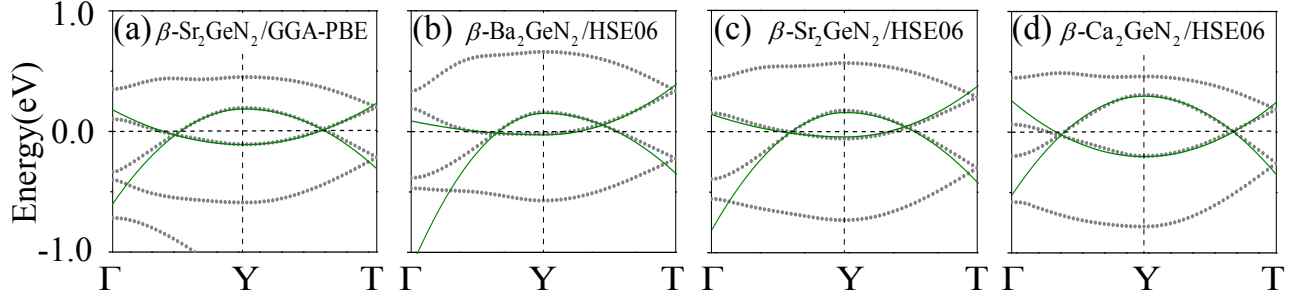 (a) β-Sr₂GeN₂/GGA-PBE
(b) β-Ba₂GeN₂/HSE06
(c) β-Sr₂GeN₂/HSE06
(d) β-Ca₂GeN₂/HSE06
Energy(eV)
1.0
0.0
-1.0
Γ Y T
Γ Y T
Γ Y T
Γ Y T